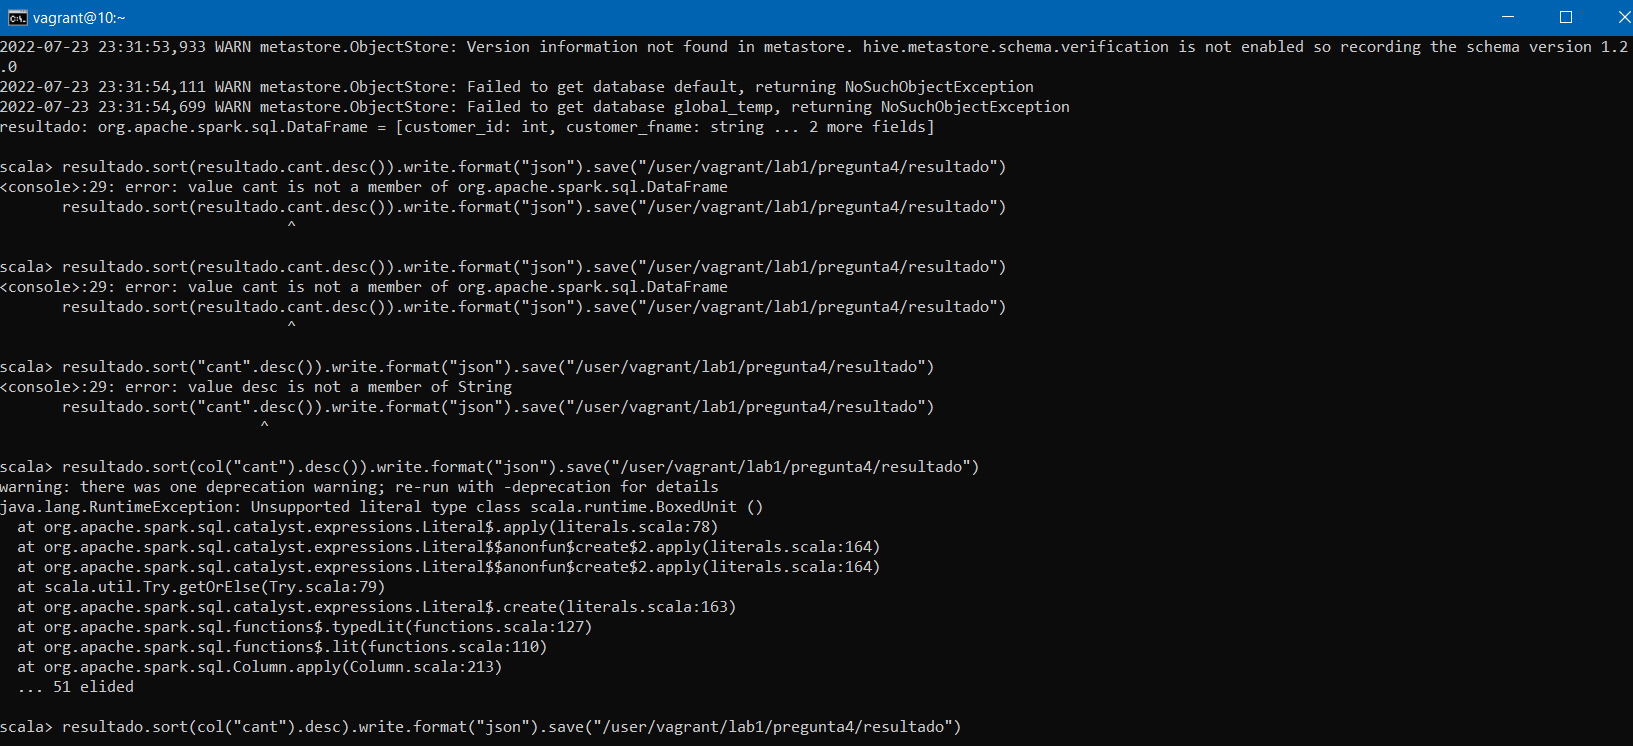 vagrant@10:~
2022-07-23 23:31:53,933 WARN metastore.ObjectStore: Version information not found in metastore. hive.metastore.schema.verification is not enabled so recording the schema version 1.2
.0
2022-07-23 23:31:54,111 WARN metastore.ObjectStore: Failed to get database default, returning NoSuchObjectException
2022-07-23 23:31:54,699 WARN metastore.ObjectStore: Failed to get database global_temp, returning NoSuchObjectException
resultado: org.apache.spark.sql.DataFrame = [customer_id: int, customer_fname: string ... 2 more fields]
scala> resultado.sort(resultado.cant.desc()).write.format("json").save("/user/vagrant/lab1/pregunta4/resultado")
<console>:29: error: value cant is not a member of org.apache.spark.sql.DataFrame
resultado.sort(resultado.cant.desc()).write.format("json").save("/user/vagrant/lab1/pregunta4/resultado")
^
scala> resultado.sort(resultado.cant.desc()).write.format("json").save("/user/vagrant/lab1/pregunta4/resultado")
<console>:29: error: value cant is not a member of org.apache.spark.sql.DataFrame
resultado.sort(resultado.cant.desc()).write.format("json").save("/user/vagrant/lab1/pregunta4/resultado")
^
scala> resultado.sort("cant".desc()).write.format("json").save("/user/vagrant/lab1/pregunta4/resultado")
<console>:29: error: value desc is not a member of String
resultado.sort("cant".desc()).write.format("json").save("/user/vagrant/lab1/pregunta4/resultado")
^
scala> resultado.sort(col("cant").desc()).write.format("json").save("/user/vagrant/lab1/pregunta4/resultado")
warning: there was one deprecation warning; re-run with -deprecation for details
java.lang.RuntimeException: Unsupported literal type class scala.runtime.BoxedUnit ()
at org.apache.spark.sql.catalyst.expressions.Literal$.apply(literals.scala:78)
at org.apache.spark.sql.catalyst.expressions.Literal$$anonfun$create$2.apply(literals.scala:164)
at org.apache.spark.sql.catalyst.expressions.Literal$$anonfun$create$2.apply(literals.scala:164)
at scala.util.Try.getOrElse(Try.scala:79)
at org.apache.spark.sql.catalyst.expressions.Literal$.create(literals.scala:163)
at org.apache.spark.sql.functions$.typedLit(functions.scala:127)
at org.apache.spark.sql.functions$.lit(functions.scala:110)
at org.apache.spark.sql.Column.apply(Column.scala:213)
... 51 elided
scala> resultado.sort(col("cant").desc).write.format("json").save("/user/vagrant/lab1/pregunta4/resultado")